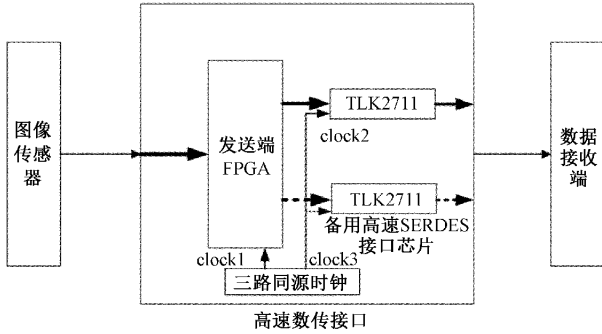 图像
传感
器
发送端
FPGA
TLK2711
clock2
TLK2711
备用高速SERDES
接口芯片
clock1
clock3
三路同源时钟
高速数传接口
数据
接收
端